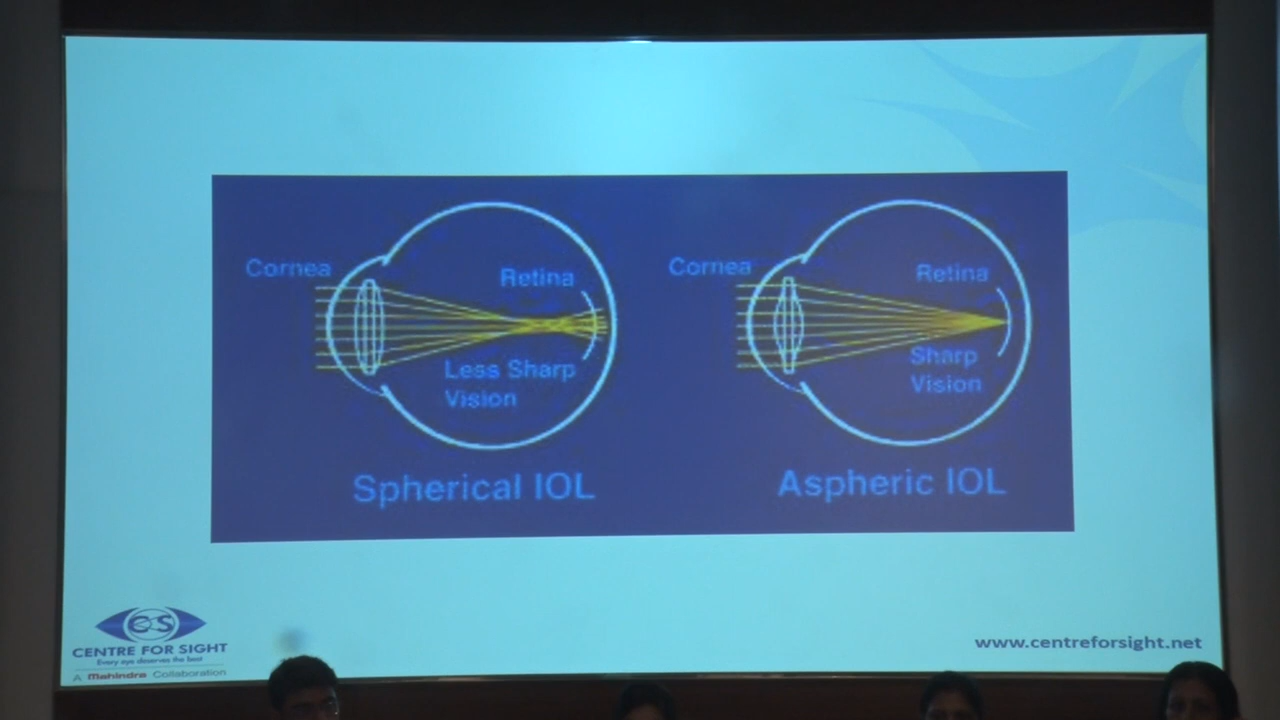 Cornea
Retina
Less Sharp
Vision
Spherical IOL
Cornea
Retina
Sharp
Vision
Aspheric IOL
CS
CENTRE FOR SIGHT
Every eye deserves the best
A Mahindra Collaboration
www.centreforsight.net